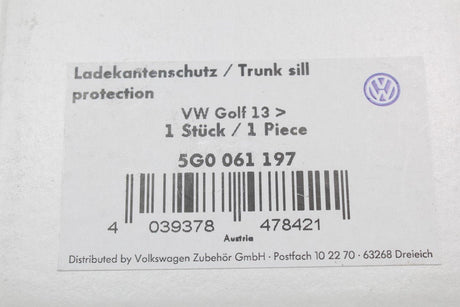 Ladekantenschutz / Trunk sill
protection
VW Golf 13 >
1 Stück / 1 Piece
5G0 061 197
4 039378 478421
Austria
Distributed by Volkswagen Zubehör GmbH · Postfach 10 22 70 · 63268 Dreieich